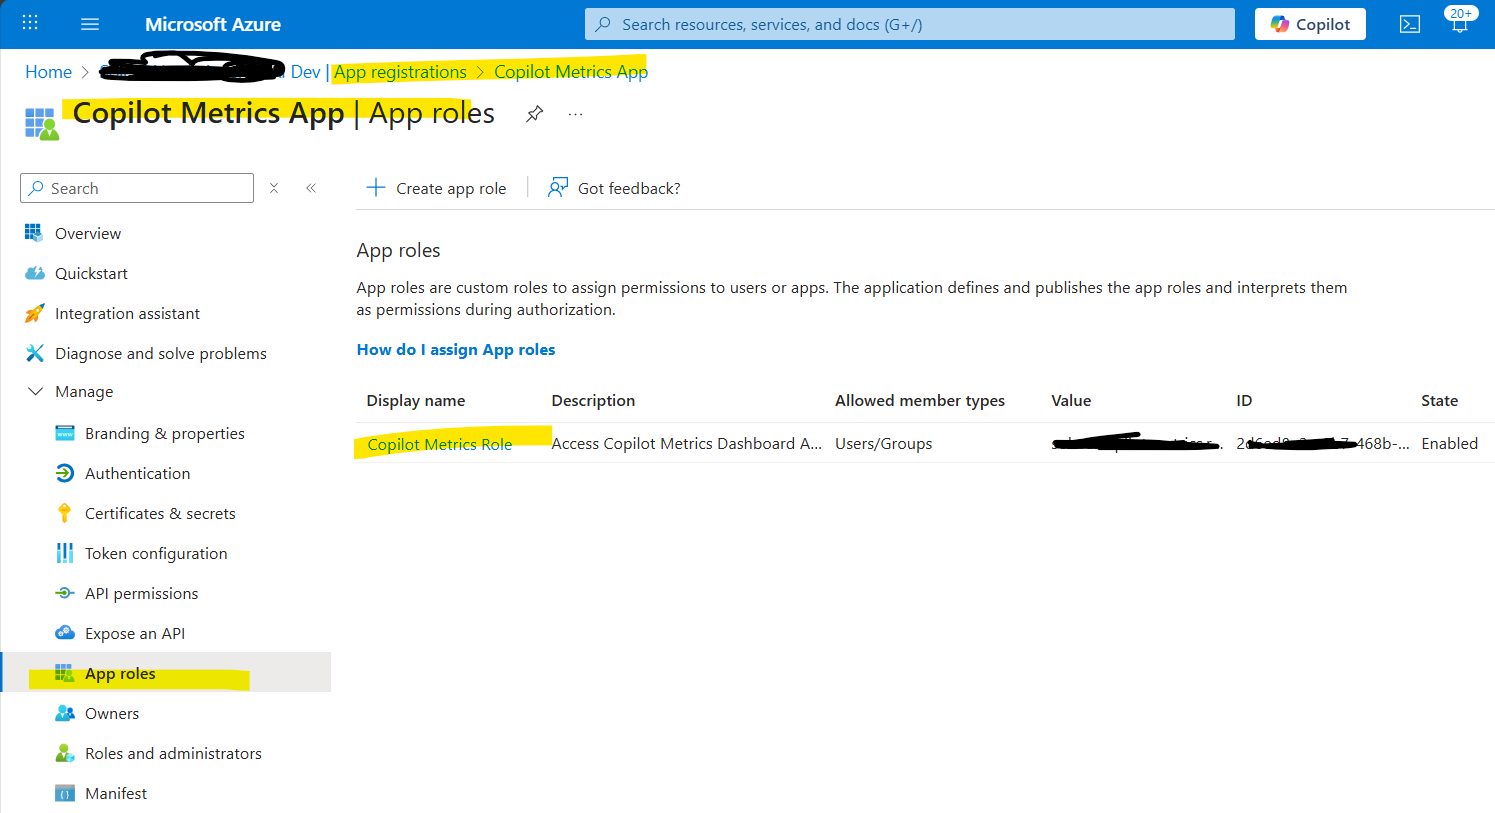 Microsoft Azure
Search resources, services, and docs (G+/)
Copilot
20+
Home > Dev | App registrations > Copilot Metrics App
Copilot Metrics App | App roles
Search
Create app role
Got feedback?
Overview
Quickstart
Integration assistant
Diagnose and solve problems
Manage
Branding & properties
Authentication
Certificates & secrets
Token configuration
API permissions
Expose an API
App roles
Owners
Roles and administrators
Manifest
App roles
App roles are custom roles to assign permissions to users or apps. The application defines and publishes the app roles and interprets them
as permissions during authorization.
How do I assign App roles
Display name Description Allowed member types Value ID State
Copilot Metrics Role Access Copilot Metrics Dashboard A... Users/Groups 468b-... Enabled